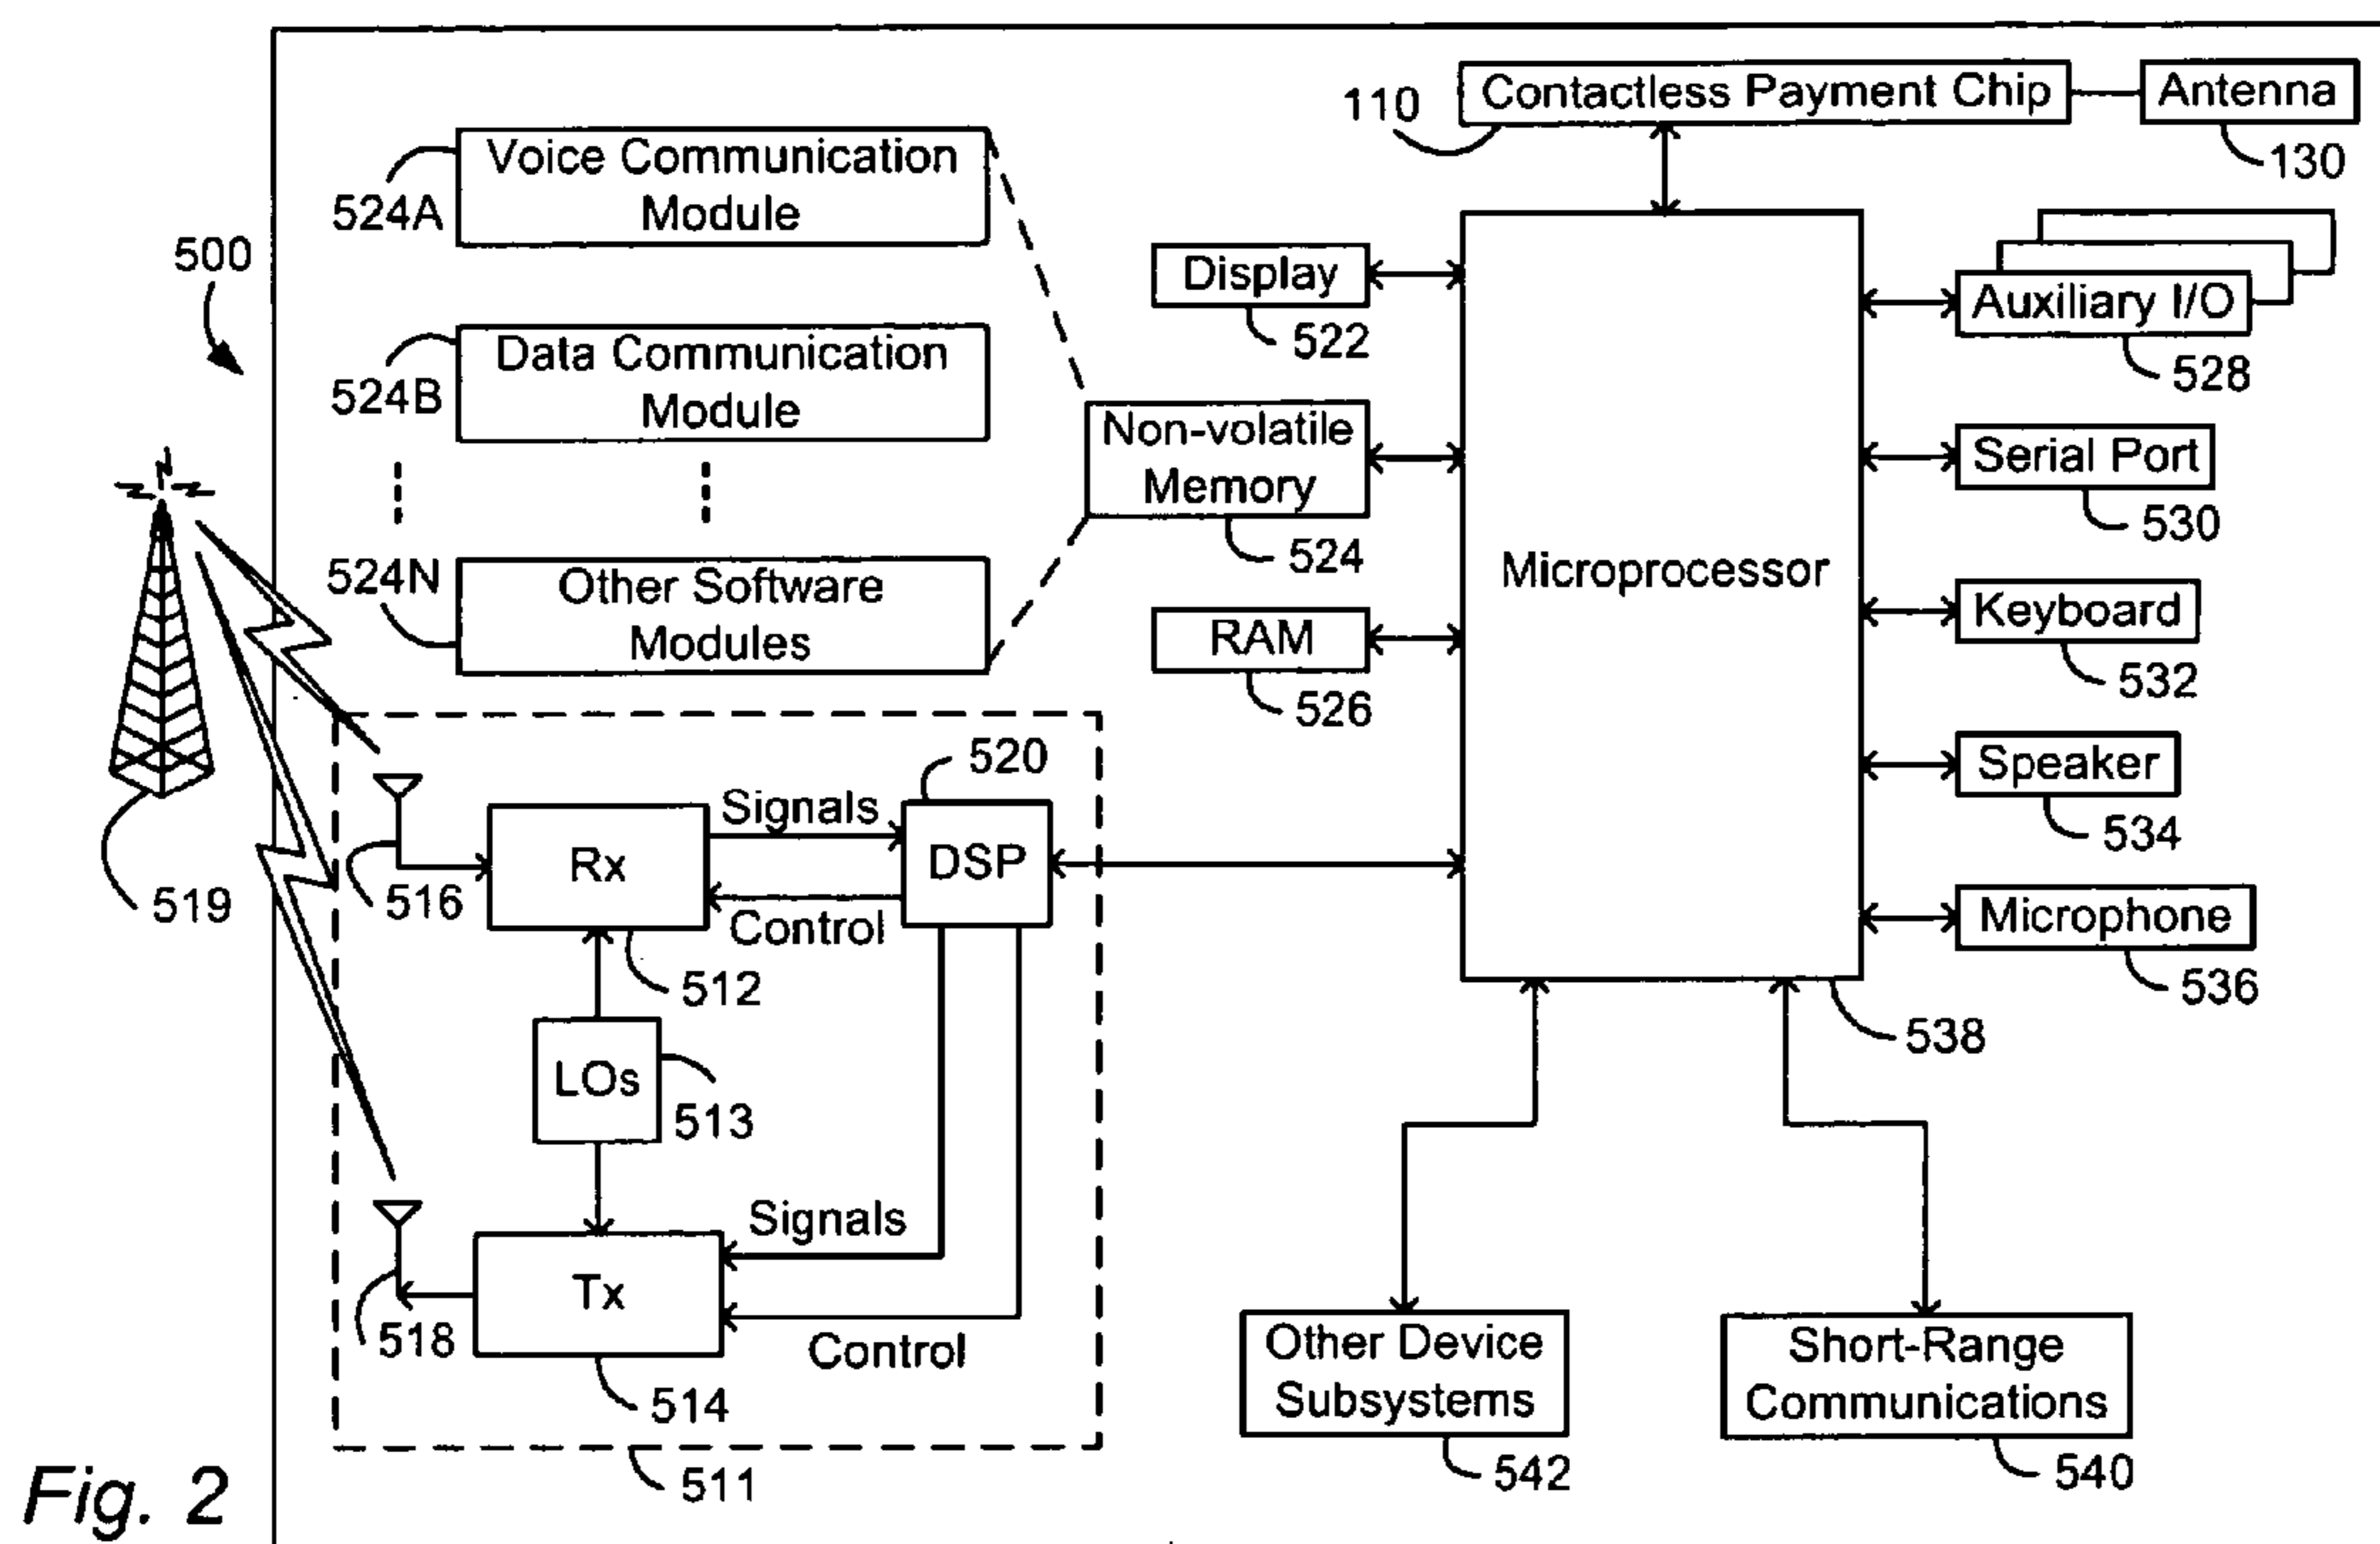 110
Contactless Payment Chip
Antenna
130
Voice Communication
Module
524A
500
Data Communication
Module
524B
524N
Other Software
Modules
Display
522
Non-volatile
Memory
524
RAM
526
Microprocessor
538
Auxiliary I/O
528
Serial Port
530
Keyboard
532
Speaker
534
Microphone
536
519
516
520
Signals
Rx
DSP
Control
512
LOs
513
Signals
Tx
518
Control
514
511
Other Device
Subsystems
542
Short-Range
Communications
540
Fig. 2